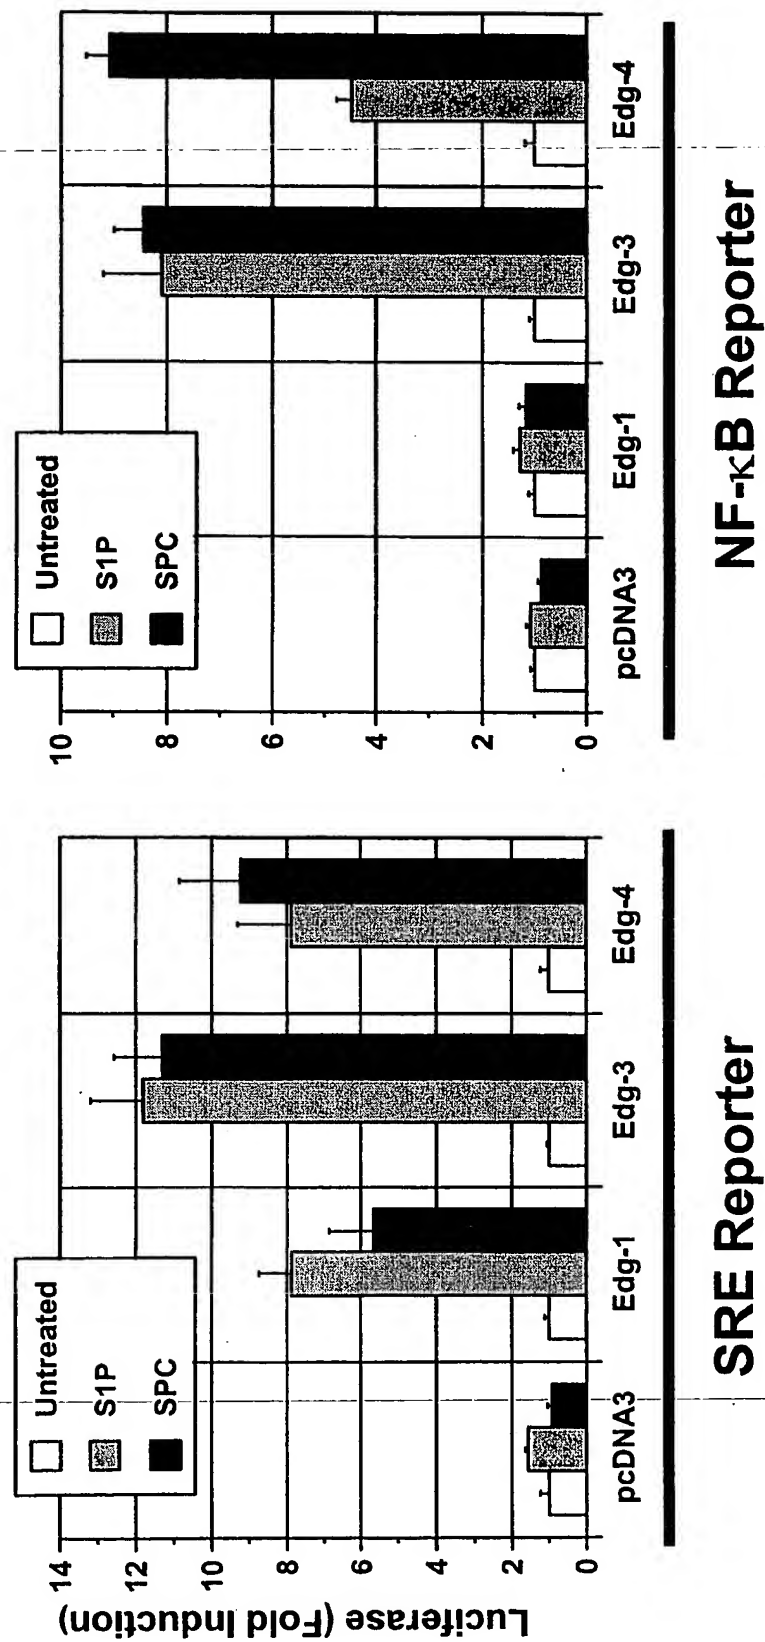 Luciferase (Fold Induction)
14
12
10
8
6
4
2
0
Untreated
S1P
SPC
pcDNA3
Edg-1
Edg-3
Edg-4
SRE Reporter
10
8
6
4
2
0
Untreated
S1P
SPC
pcDNA3
Edg-1
Edg-3
Edg-4
NF-κB Reporter